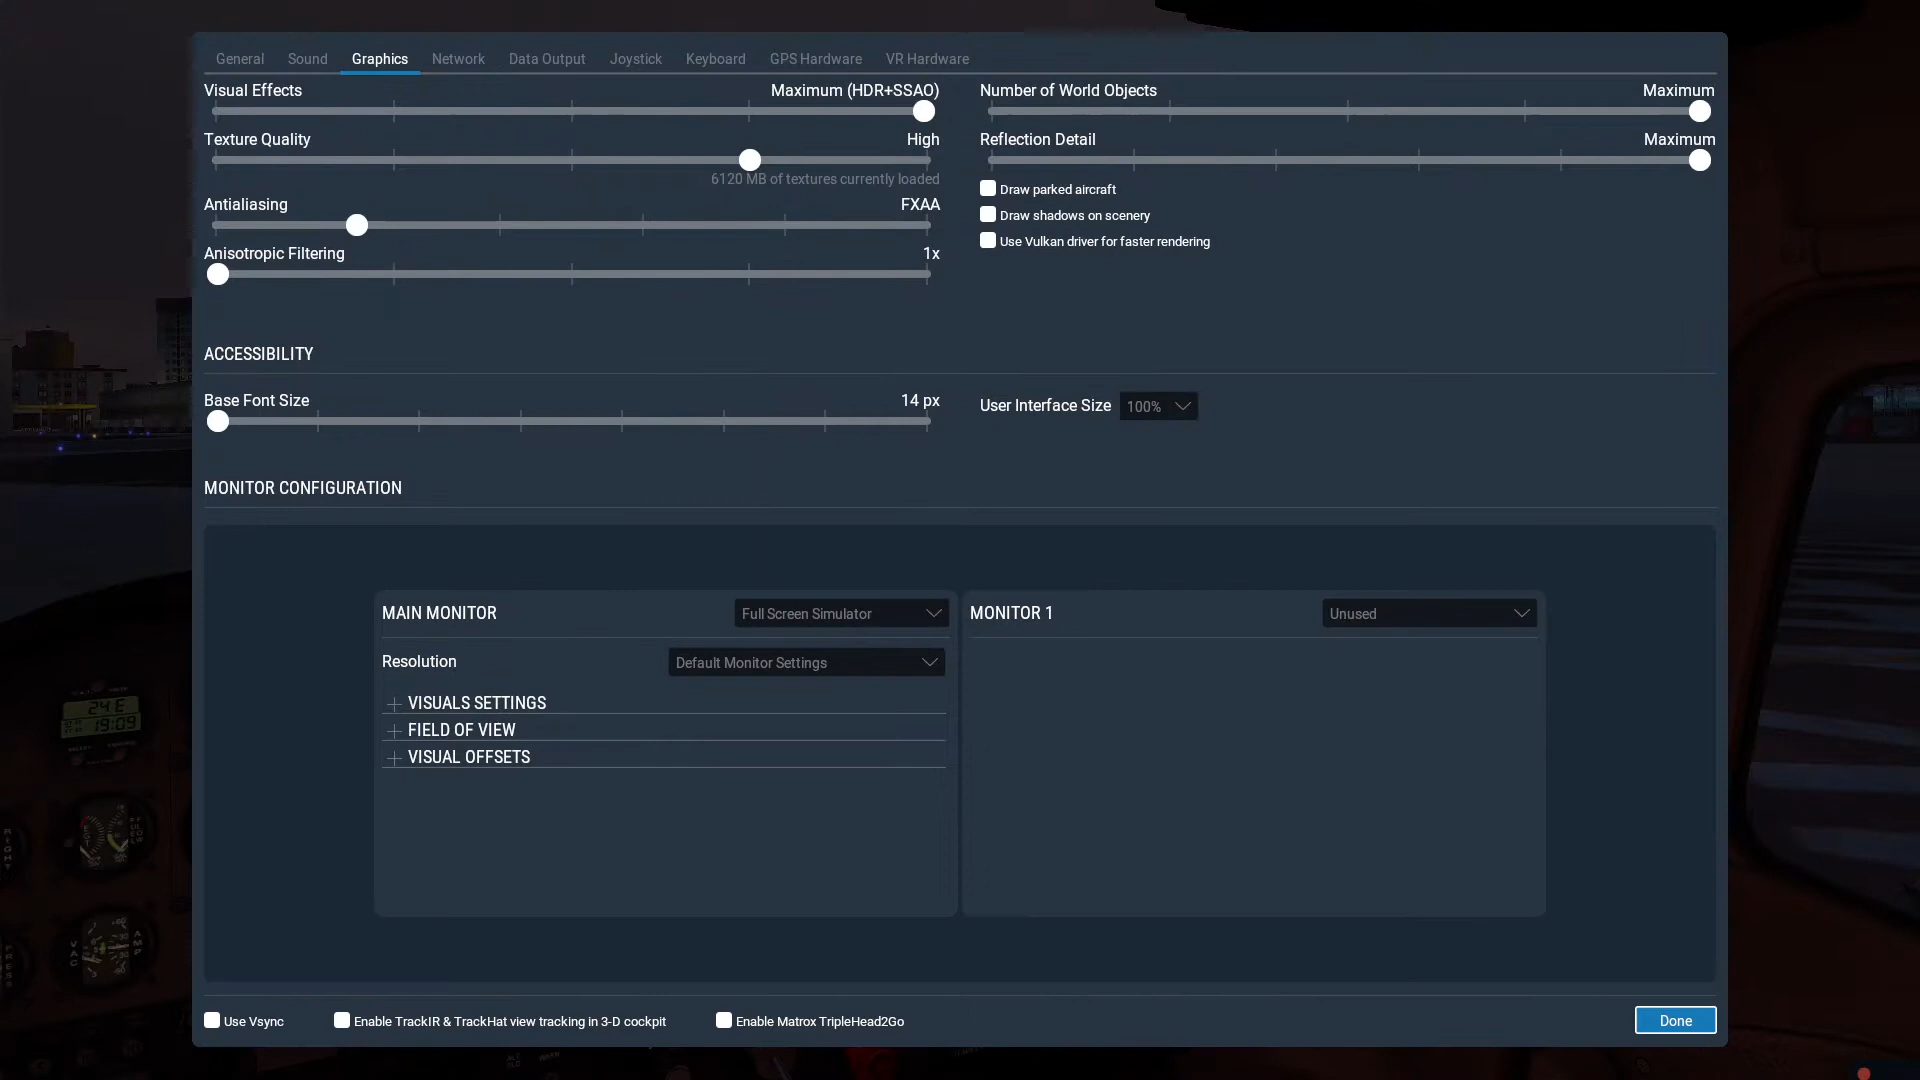 General Sound Graphics Network Data Output Joystick Keyboard GPS Hardware VR Hardware
Visual Effects Maximum (HDR+SSAO)
Texture Quality High
6120 MB of textures currently loaded
Antialiasing FXAA
Anisotropic Filtering 1x
Number of World Objects Maximum
Reflection Detail Maximum
Draw parked aircraft
Draw shadows on scenery
Use Vulkan driver for faster rendering
ACCESSIBILITY
Base Font Size 14 px
User Interface Size 100%
MONITOR CONFIGURATION
MAIN MONITOR Full Screen Simulator
Resolution Default Monitor Settings
VISUALS SETTINGS
FIELD OF VIEW
VISUAL OFFSETS
MONITOR 1 Unused
Use Vsync Enable TrackIR & TrackHat view tracking in 3-D cockpit Enable Matrox TripleHead2Go
Done
24E
19:09